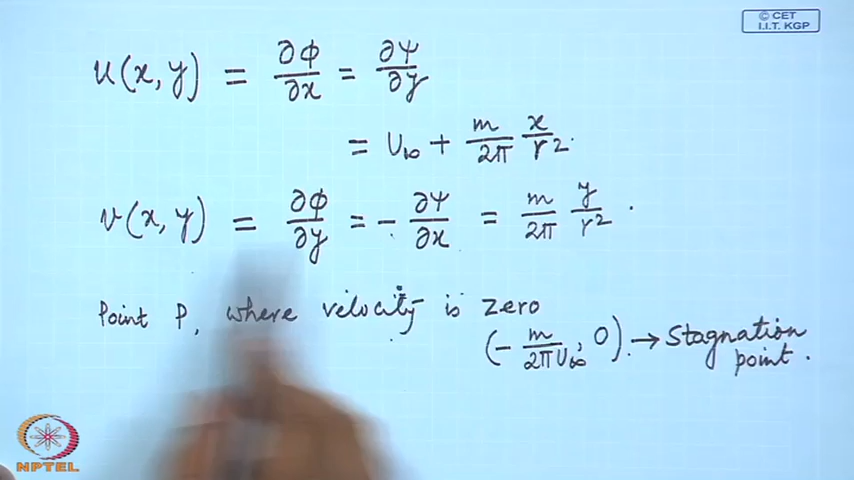 © CET
I.I.T. KGP
u(x, y) = ∂φ/∂x = ∂Ψ/∂y
= U∞ + m/2π x/r².
v(x, y) = ∂φ/∂y = - ∂Ψ/∂x = m/2π y/r².
Point P, where velocity is zero
(- m/2πU∞, 0). → Stagnation
point.
NPTEL